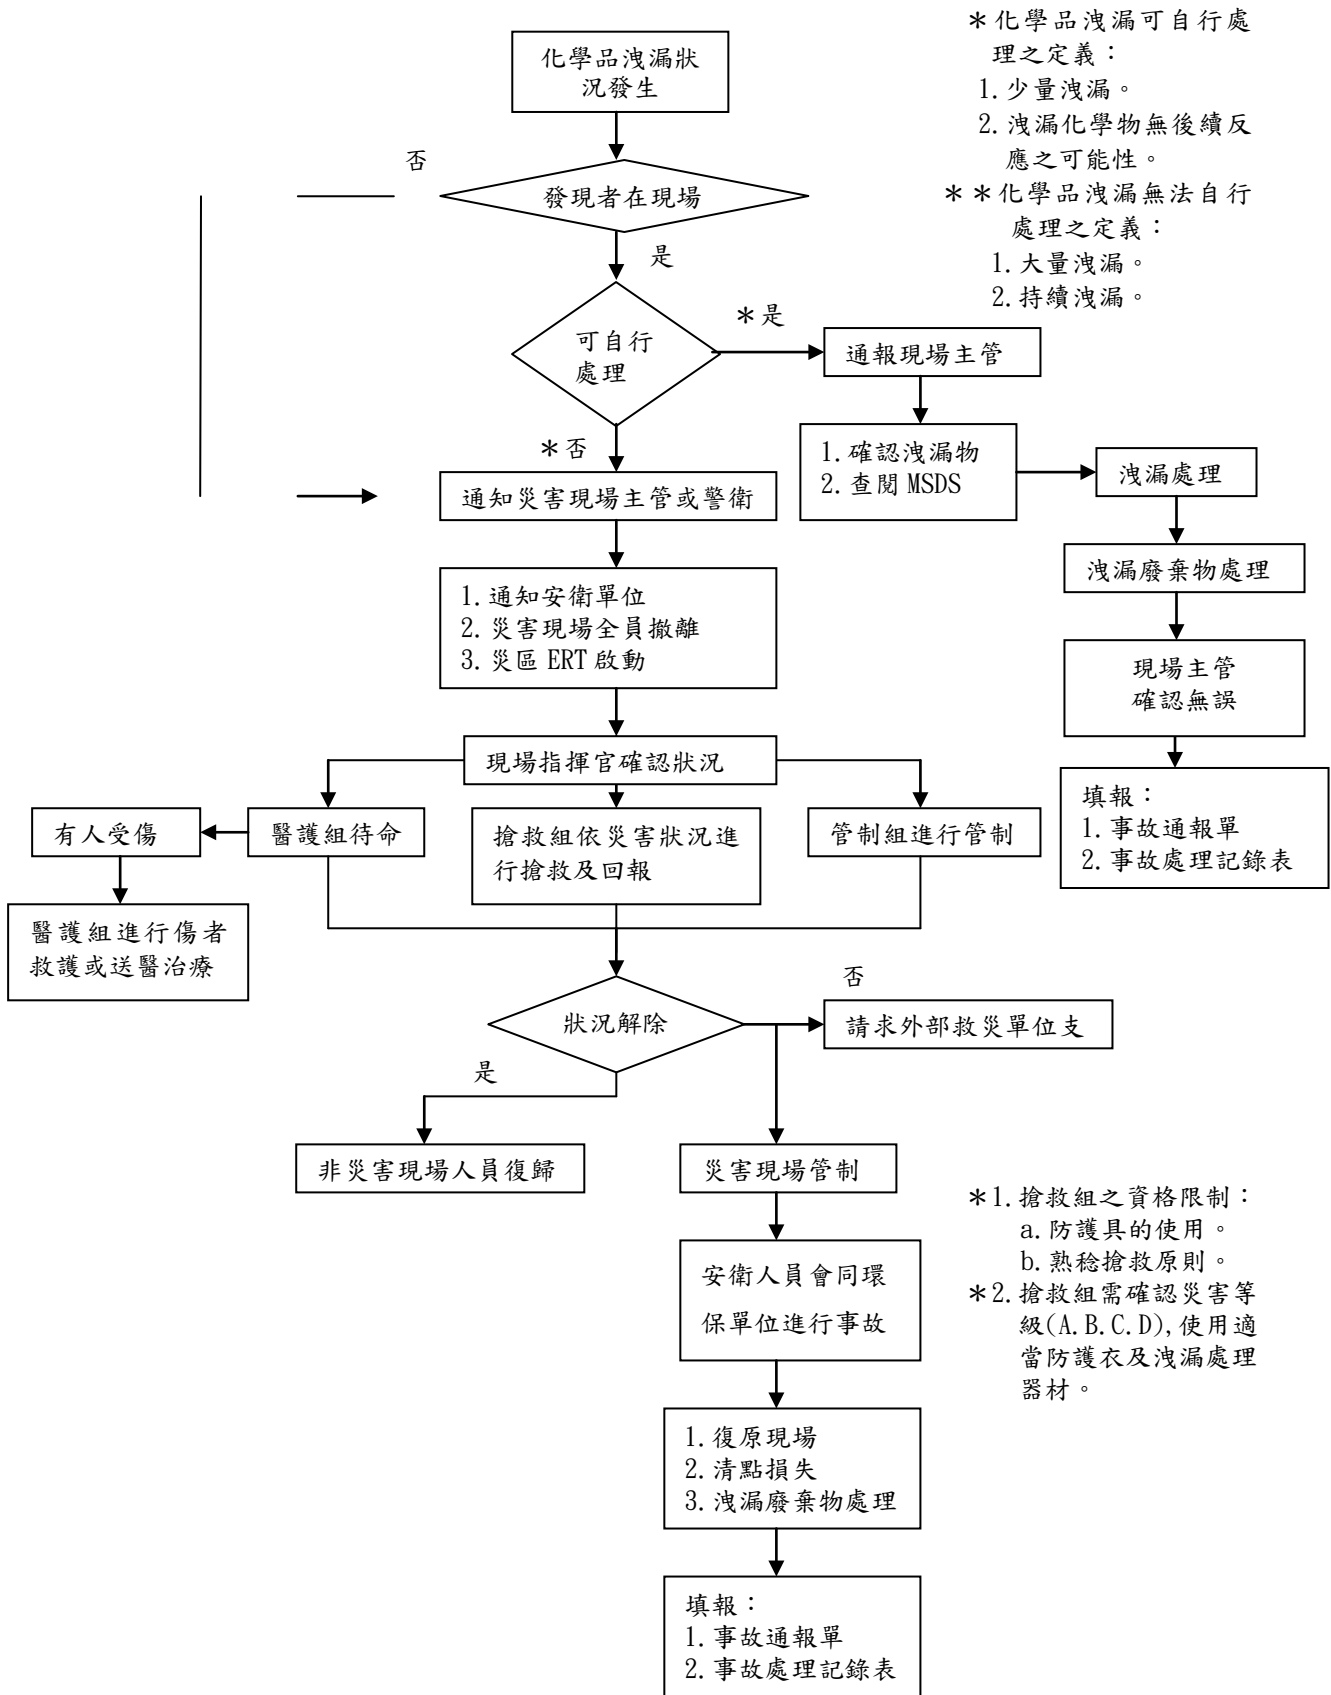 化學品洩漏狀
況發生
＊化學品洩漏可自行處
理之定義：
1.少量洩漏。
2.洩漏化學物無後續反
應之可能性。
＊＊化學品洩漏無法自行
處理之定義：
1.大量洩漏。
2.持續洩漏。
否
發現者在現場
是
可自行
處理
＊是
通報現場主管
＊否
1.確認洩漏物
2.查閱 MSDS
洩漏處理
通知災害現場主管或警衛
洩漏廢棄物處理
1.通知安衛單位
2.災害現場全員撤離
3.災區 ERT 啟動
現場主管
確認無誤
現場指揮官確認狀況
填報：
1.事故通報單
2.事故處理記錄表
有人受傷
醫護組待命
搶救組依災害狀況進
行搶救及回報
管制組進行管制
醫護組進行傷者
救護或送醫治療
狀況解除
否
請求外部救災單位支
是
非災害現場人員復歸
災害現場管制
＊1.搶救組之資格限制：
a.防護具的使用。
b.熟稔搶救原則。
＊2.搶救組需確認災害等
級(A.B.C.D),使用適
當防護衣及洩漏處理
器材。
安衛人員會同環
保單位進行事故
1.復原現場
2.清點損失
3.洩漏廢棄物處理
填報：
1.事故通報單
2.事故處理記錄表